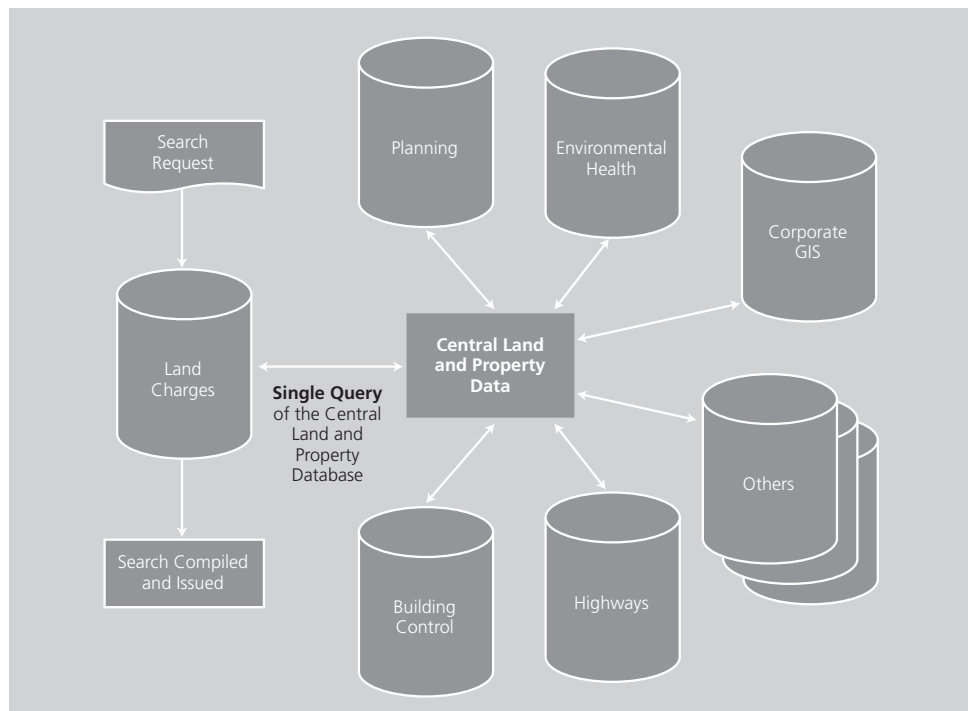 Search
Request
Land
Charges
Search Compiled
and Issued
Single Query
of the Central
Land and
Property
Database
Planning
Environmental
Health
Corporate
GIS
Central Land
and Property
Data
Others
Building
Control
Highways